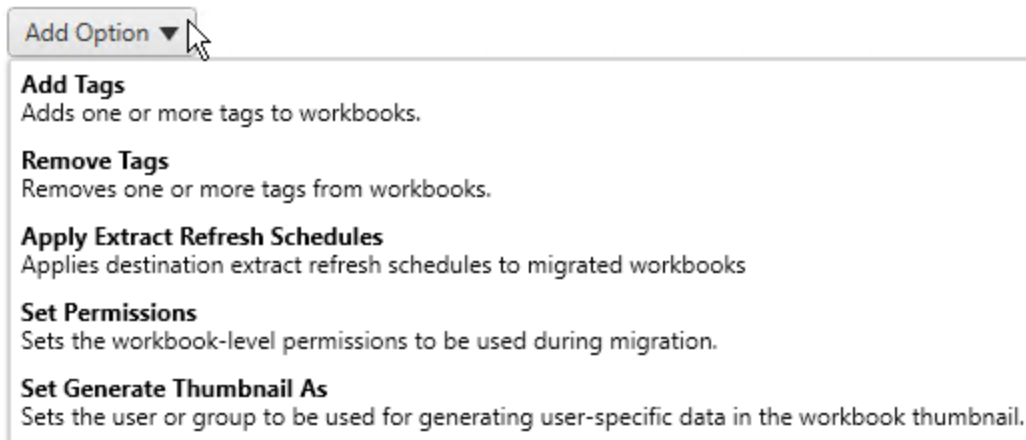 Add Option
Add Tags
Adds one or more tags to workbooks.
Remove Tags
Removes one or more tags from workbooks.
Apply Extract Refresh Schedules
Applies destination extract refresh schedules to migrated workbooks
Set Permissions
Sets the workbook-level permissions to be used during migration.
Set Generate Thumbnail As
Sets the user or group to be used for generating user-specific data in the workbook thumbnail.